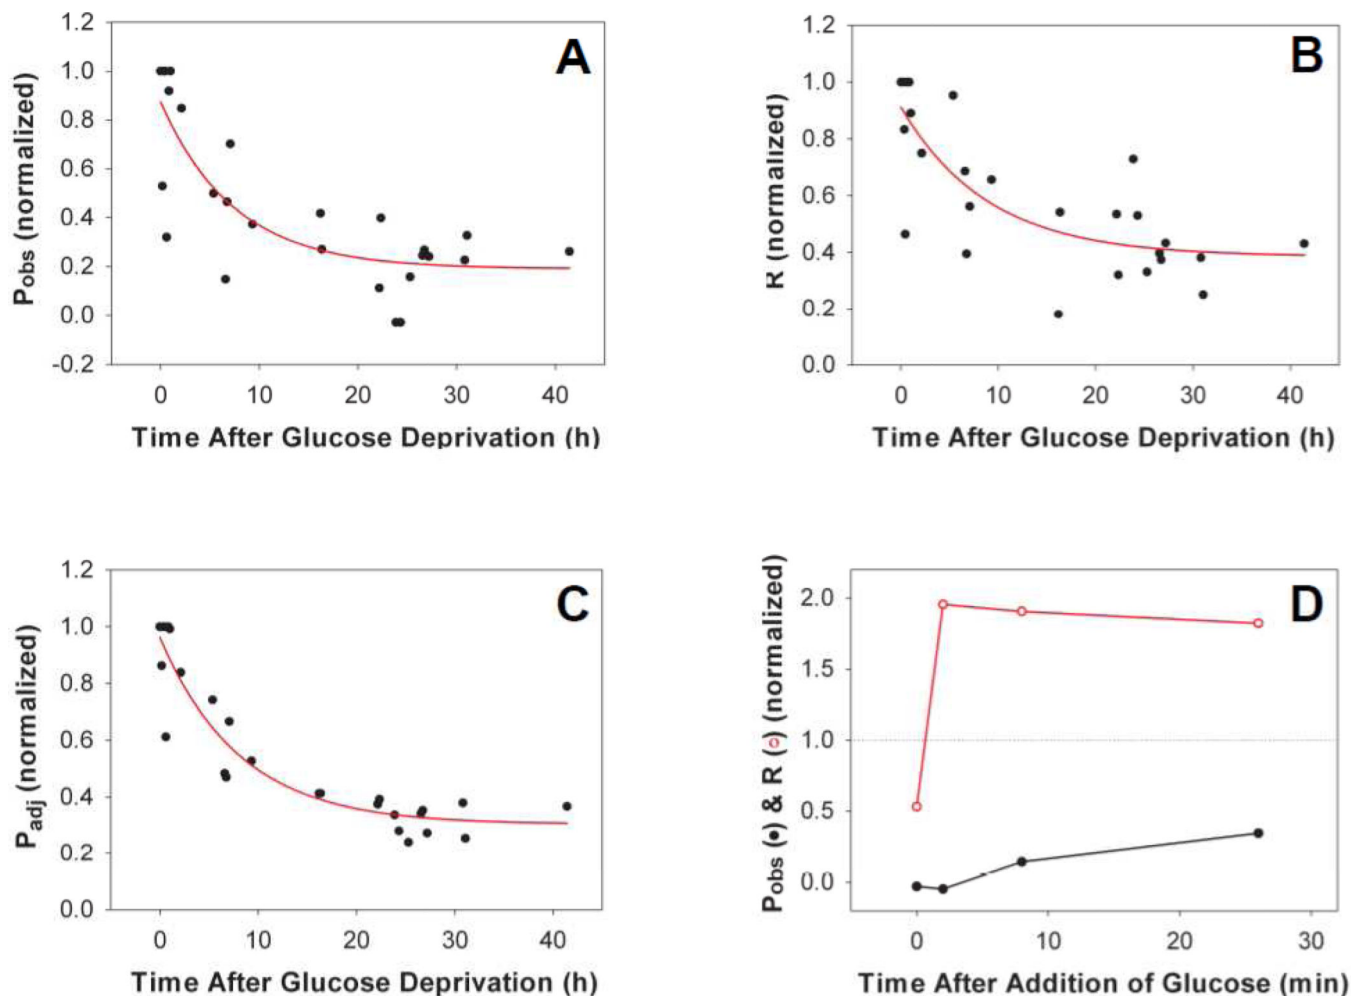 A
Pobs (normalized)
1.2
1.0
0.8
0.6
0.4
0.2
0.0
-0.2
0 10 20 30 40
Time After Glucose Deprivation (h)
B
R (normalized)
1.2
1.0
0.8
0.6
0.4
0.2
0.0
0 10 20 30 40
Time After Glucose Deprivation (h)
C
Padj (normalized)
1.2
1.0
0.8
0.6
0.4
0.2
0.0
0 10 20 30 40
Time After Glucose Deprivation (h)
D
Pobs (●) & R (○) (normalized)
2.0
1.5
1.0
0.5
0.0
0 10 20 30
Time After Addition of Glucose (min)